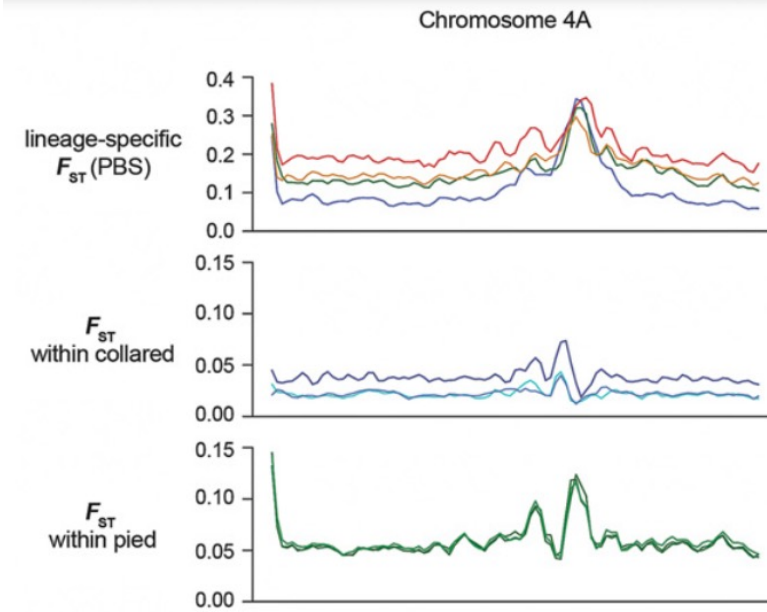 Chromosome 4A
lineage-specific
FST (PBS)
0.4
0.3
0.2
0.1
0.0
FST
within collared
0.15
0.10
0.05
0.00
FST
within pied
0.15
0.10
0.05
0.00